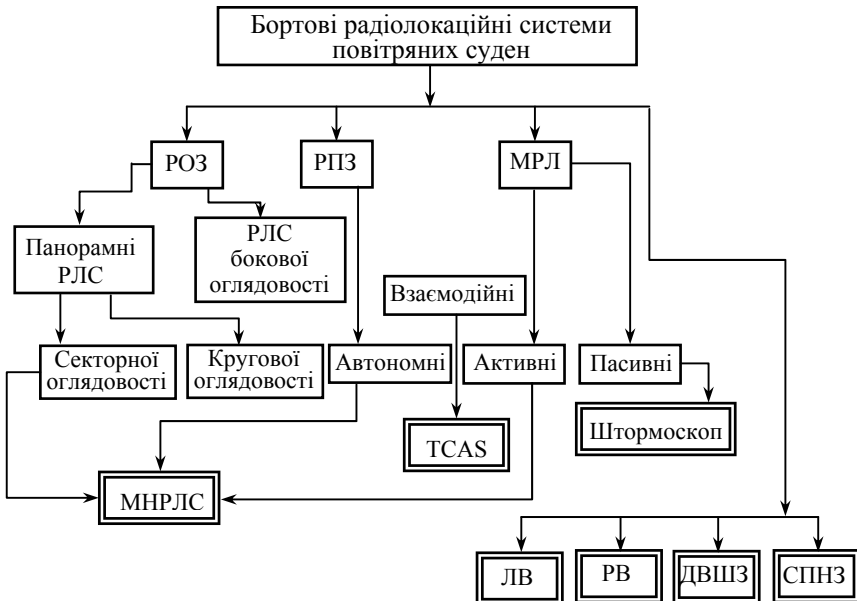 Бортові радіолокаційні системи
повітряних суден
РОЗ
РПЗ
МРЛ
Панорамні
РЛС
РЛС
бокової
оглядовості
Взаємодійні
Секторної
оглядовості
Кругової
оглядовості
Автономні
Активні
Пасивні
TCAS
Штормоскоп
МНРЛС
ЛВ
РВ
ДВШЗ
СПНЗ